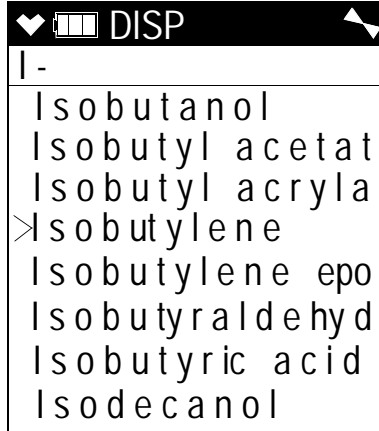 DISP
I-
Isobutanol
Isobutyl acetat
Isobutyl acryla
>Isobutylene
Isobutylene epo
Isobutyraldehyd
Isobutyric acid
Isodecanol